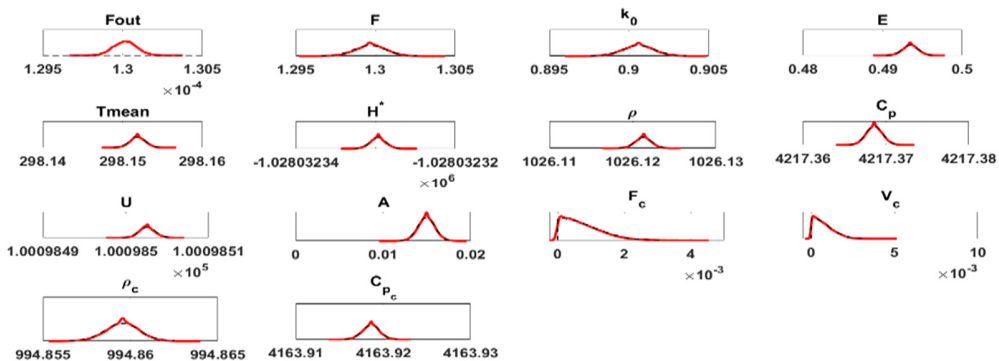 Fout F k₀ E
1.295 1.3 1.305 1.295 1.3 1.305 0.895 0.9 0.905 0.48 0.49 0.5
×10⁻⁴
Tmean H* ρ Cₚ
298.14 298.15 298.16 -1.02803234 -1.02803232 1026.11 1026.12 1026.13 4217.36 4217.37 4217.38
×10⁶
U A F_c V_c
1.0009849 1.000985 1.0009851 0 0.01 0.02 0 2 4 0 5 10
×10⁵ ×10⁻³ ×10⁻³
ρ_c C_p_c
994.855 994.86 994.865 4163.91 4163.92 4163.93